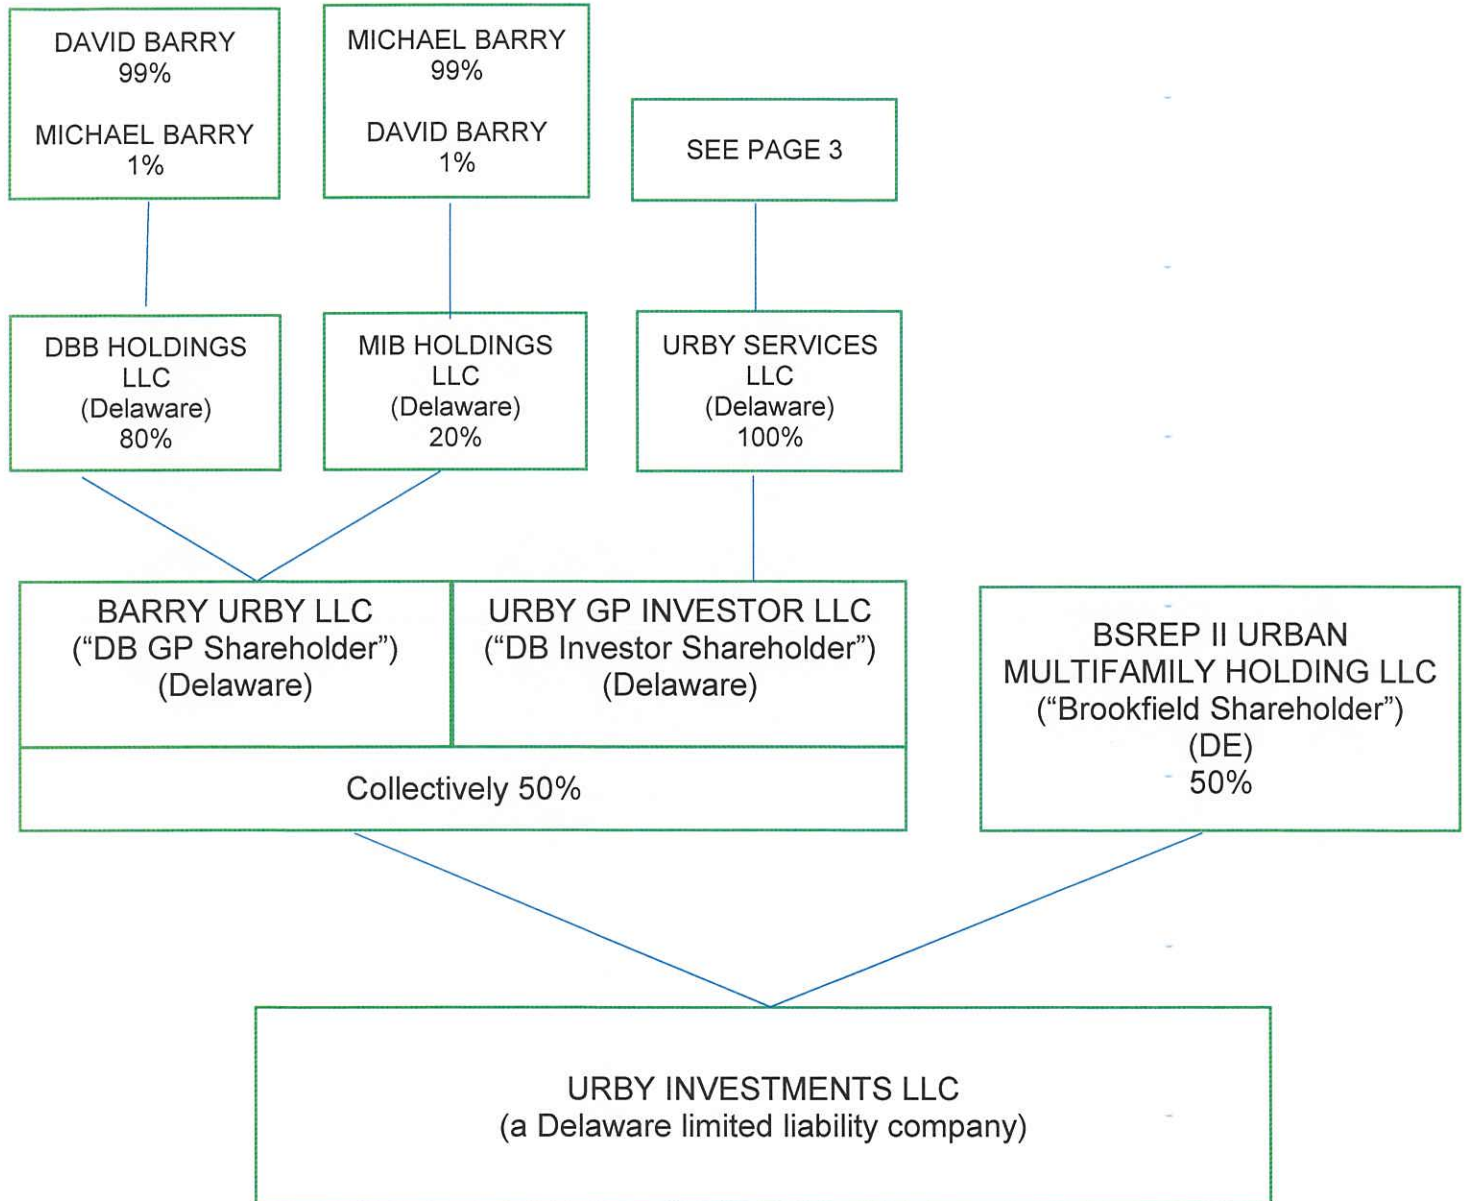 DAVID BARRY
99%
MICHAEL BARRY
1%
MICHAEL BARRY
99%
DAVID BARRY
1%
SEE PAGE 3
DBB HOLDINGS
LLC
(Delaware)
80%
MIB HOLDINGS
LLC
(Delaware)
20%
URBY SERVICES
LLC
(Delaware)
100%
BARRY URBY LLC
(“DB GP Shareholder”)
(Delaware)
URBY GP INVESTOR LLC
(“DB Investor Shareholder”)
(Delaware)
Collectively 50%
BSREP II URBAN
MULTIFAMILY HOLDING LLC
(“Brookfield Shareholder”)
(DE)
50%
URBY INVESTMENTS LLC
(a Delaware limited liability company)